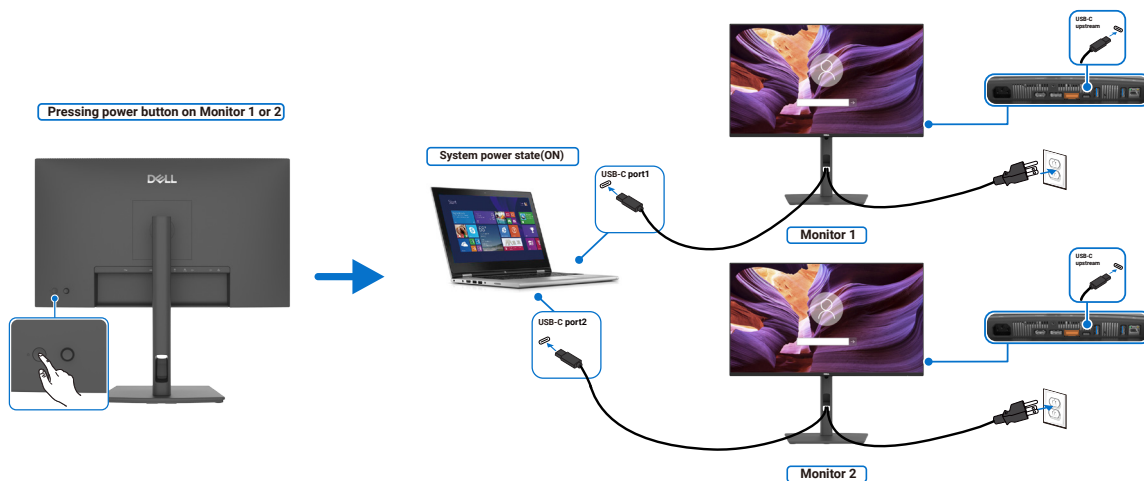 Pressing power button on Monitor 1 or 2
DELL
System power state(ON)
USB-C port1
USB-C port2
Start
USB-C
upstream
Monitor 1
USB-C
upstream
Monitor 2